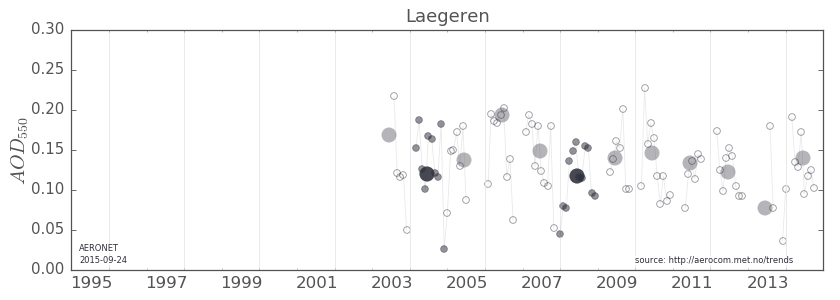 Laegeren
0.30
0.25
0.20
0.15
0.10
0.05
0.00
AOD550
AERONET
2015-09-24
source: http://aerocom.met.no/trends
1995 1997 1999 2001 2003 2005 2007 2009 2011 2013